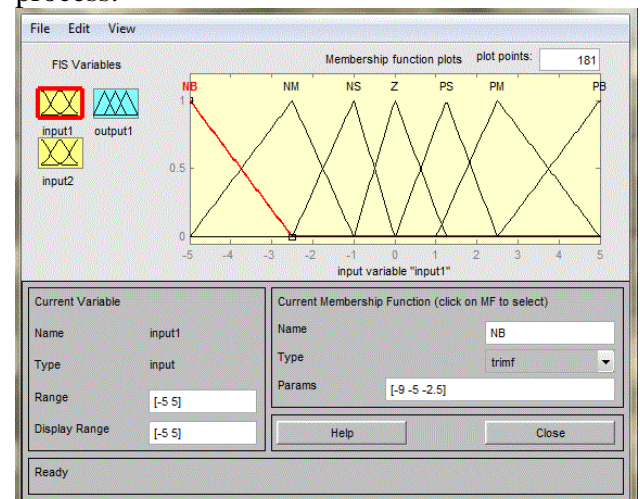 process.
File Edit View
FIS Variables
Membership function plots plot points: 181
input1 output1
input2
NB NM NS Z PS PM PB
1
0.5
0
-5 -4 -3 -2 -1 0 1 2 3 4 5
input variable "input1"
Current Variable
Name input1
Type input
Range [-5 5]
Display Range [-5 5]
Current Membership Function (click on MF to select)
Name NB
Type trimf
Params [-9 -5 -2.5]
Help Close
Ready